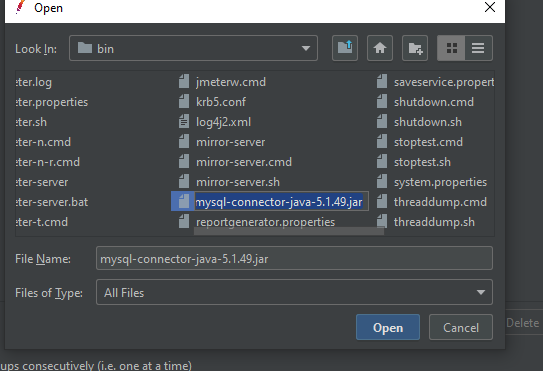 Open
Look In: bin
eter.log
eter.properties
eter.sh
eter-n.cmd
eter-n-r.cmd
eter-server
eter-server.bat
eter-t.cmd
jmeterw.cmd
krb5.conf
log4j2.xml
mirror-server
mirror-server.cmd
mirror-server.sh
mysql-connector-java-5.1.49.jar
reportgenerator.properties
saveservice.propert
shutdown.cmd
shutdown.sh
stoptest.cmd
stoptest.sh
system.properties
threaddump.cmd
threaddump.sh
File Name: mysql-connector-java-5.1.49.jar
Files of Type: All Files
Open Cancel
Delete
ups consecutively (i.e. one at a time)